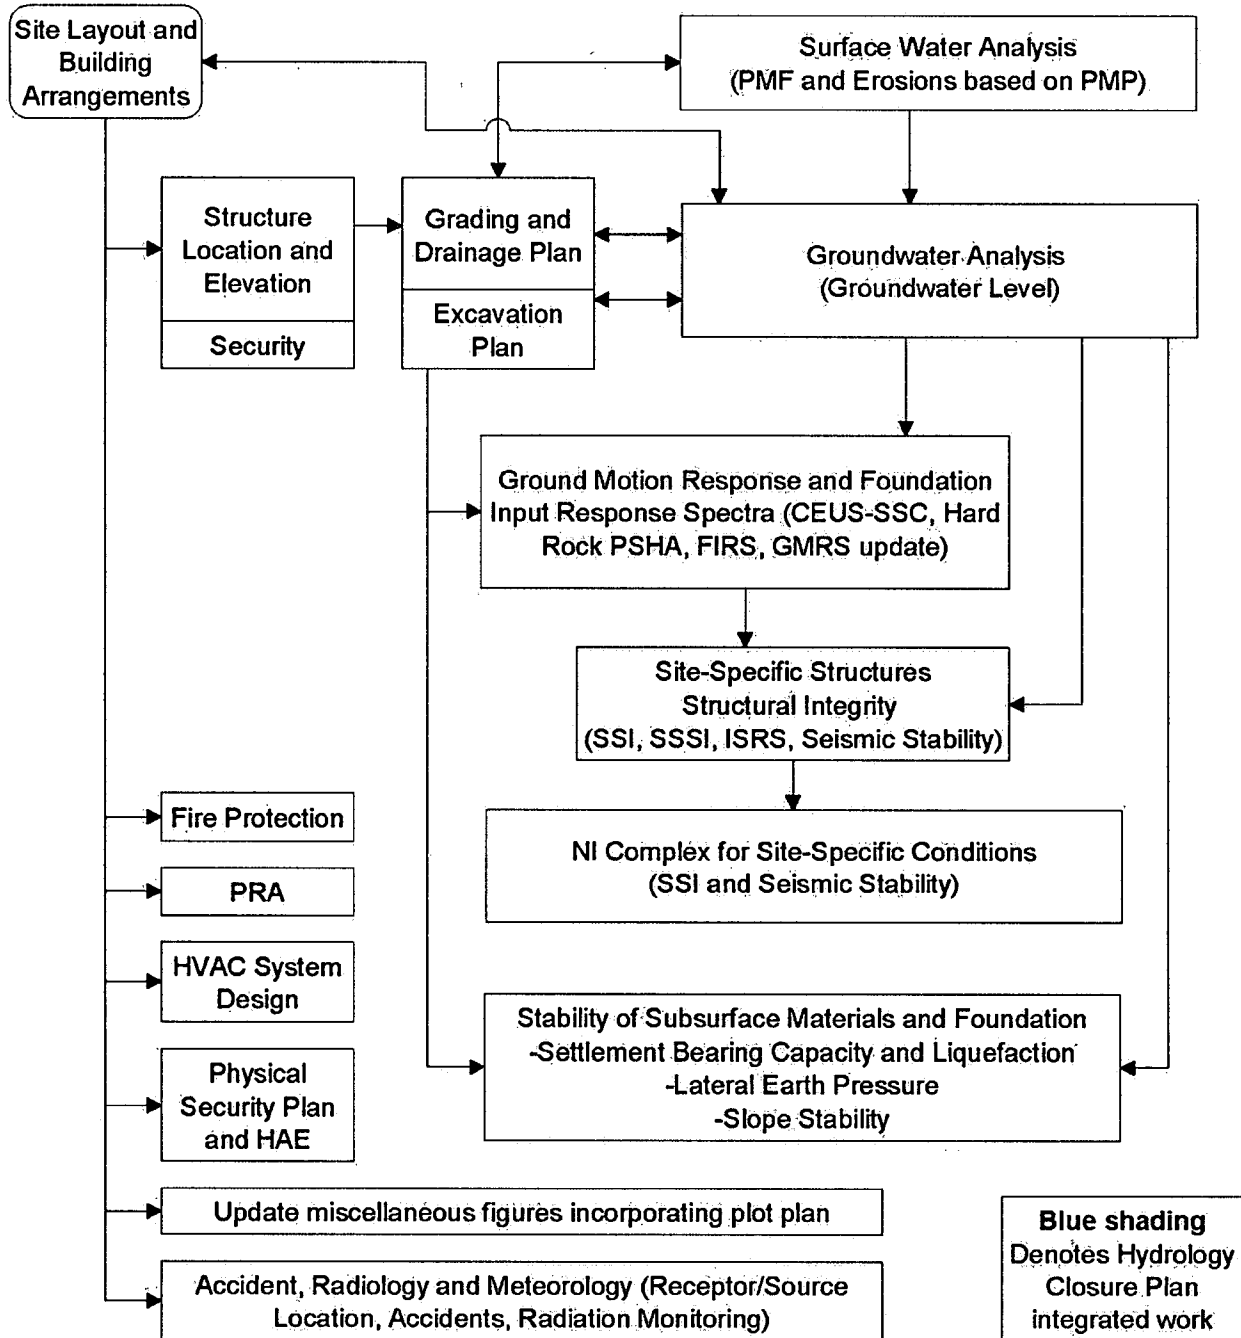 Site Layout and
Building
Arrangements
Surface Water Analysis
(PMF and Erosions based on PMP)
Structure
Location and
Elevation
Security
Grading and
Drainage Plan
Excavation
Plan
Groundwater Analysis
(Groundwater Level)
Ground Motion Response and Foundation
Input Response Spectra (CEUS-SSC, Hard
Rock PSHA, FIRS, GMRS update)
Site-Specific Structures
Structural Integrity
(SSI, SSSI, ISRS, Seismic Stability)
Fire Protection
NI Complex for Site-Specific Conditions
(SSI and Seismic Stability)
PRA
HVAC System
Design
Stability of Subsurface Materials and Foundation
-Settlement Bearing Capacity and Liquefaction
-Lateral Earth Pressure
-Slope Stability
Physical
Security Plan
and HAE
Update miscellaneous figures incorporating plot plan
Accident, Radiology and Meteorology (Receptor/Source
Location, Accidents, Radiation Monitoring)
Blue shading
Denotes Hydrology
Closure Plan
integrated work